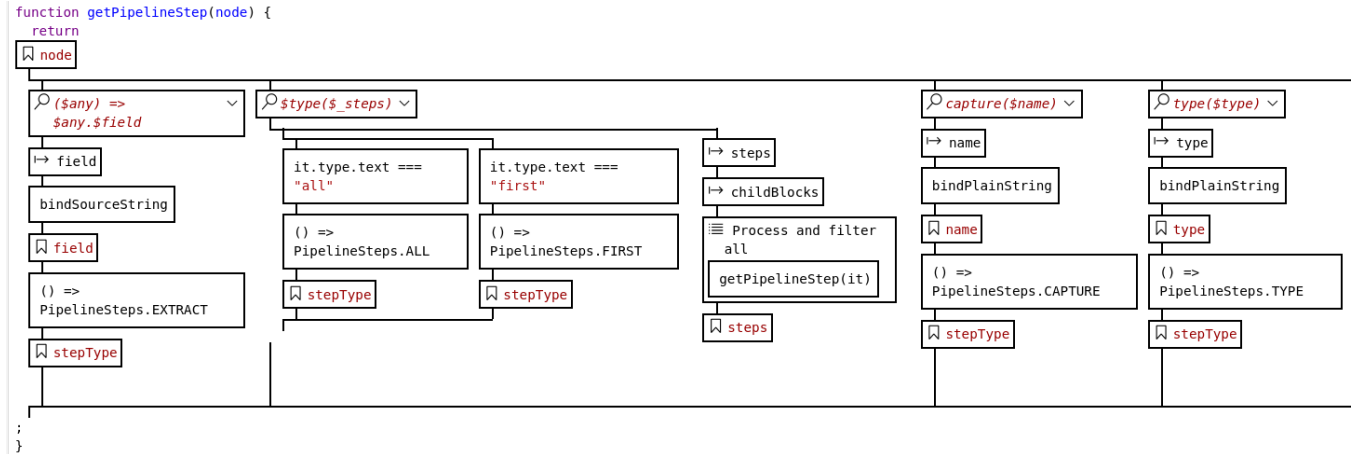 function getPipelineStep(node) {
return
node
($any) =>
$any.$field
field
bindSourceString
field
() =>
PipelineSteps.EXTRACT
stepType
$type($_steps)
it.type.text ===
"all"
() =>
PipelineSteps.ALL
stepType
it.type.text ===
"first"
() =>
PipelineSteps.FIRST
stepType
steps
childBlocks
Process and filter
all
getPipelineStep(it)
steps
capture($name)
name
bindPlainString
name
() =>
PipelineSteps.CAPTURE
stepType
type($type)
type
bindPlainString
type
() =>
PipelineSteps.TYPE
stepType
;
}